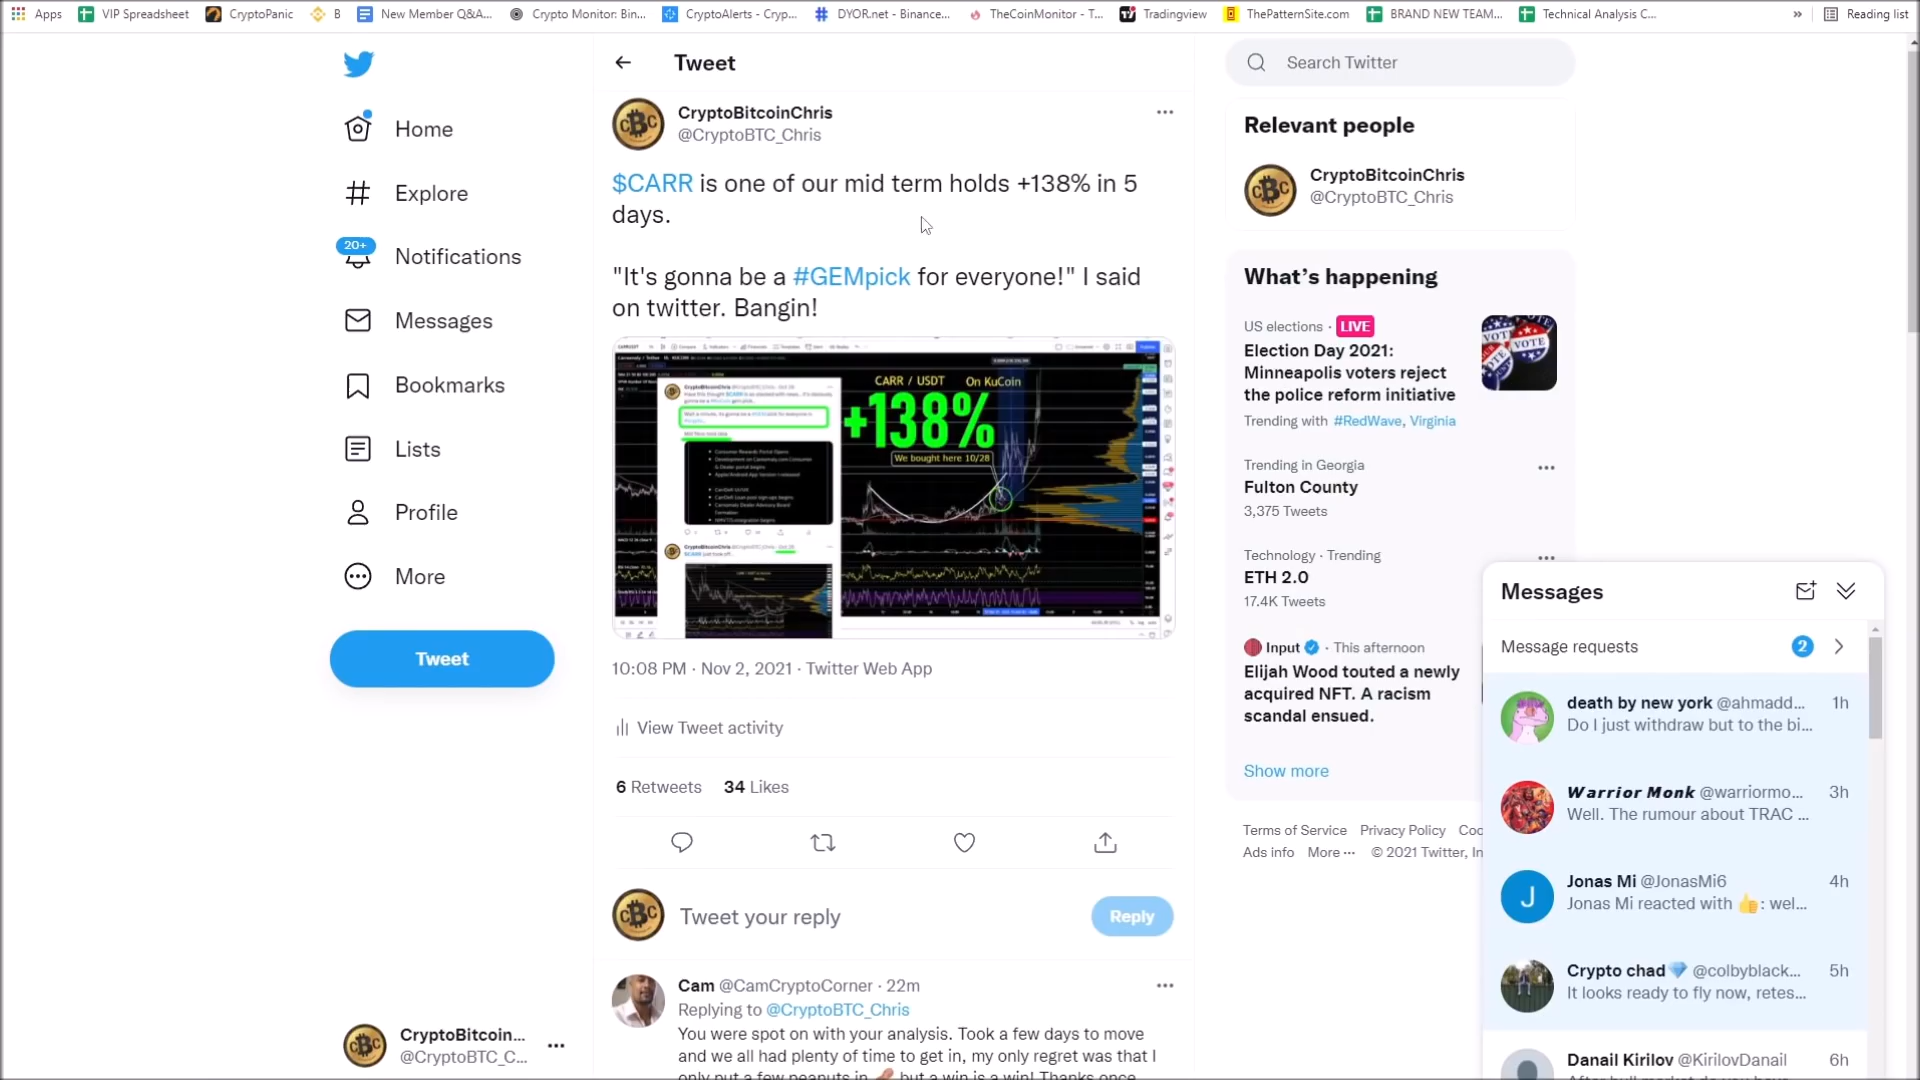 Apps
VIP Spreadsheet
CryptoPanic
B
New Member Q&A...
Crypto Monitor: Bin...
CryptoAlerts - Cryp...
DYOR.net - Binance...
TheCoinMonitor - T...
Tradingview
ThePatternSite.com
BRAND NEW TEAM...
Technical Analysis C...
»
Reading list
Home
Explore
20+
Notifications
Messages
Bookmarks
Lists
Profile
More
Tweet
CryptoBitcoin...
@CryptoBTC_C...
Tweet
CryptoBitcoinChris
@CryptoBTC_Chris
$CARR is one of our mid term holds +138% in 5
days.
"It's gonna be a #GEMpick for everyone!" I said
on twitter. Bangin!
CARR / USDT On KuCoin
+138%
We bought here 10/28
10:08 PM · Nov 2, 2021 · Twitter Web App
View Tweet activity
6 Retweets 34 Likes
Tweet your reply
Reply
Cam @CamCryptoCorner · 22m
Replying to @CryptoBTC_Chris
You were spot on with your analysis. Took a few days to move
and we all had plenty of time to get in, my only regret was that I
only put a few peanuts in 🤌 but a win is a win! Thanks once
Search Twitter
Relevant people
CryptoBitcoinChris
@CryptoBTC_Chris
What's happening
US elections · LIVE
Election Day 2021:
Minneapolis voters reject
the police reform initiative
Trending with #RedWave, Virginia
VOTE
VOTE
Trending in Georgia
Fulton County
3,375 Tweets
Technology · Trending
ETH 2.0
17.4K Tweets
Input · This afternoon
Elijah Wood touted a newly
acquired NFT. A racism
scandal ensued.
Show more
Terms of Service Privacy Policy Coo
Ads info More ··· © 2021 Twitter, In
Messages
Message requests 2
death by new york @ahmadd... 1h
Do I just withdraw but to the bi...
Warrior Monk @warriormo... 3h
Well. The rumour about TRAC ...
J
Jonas Mi @JonasMi6 4h
Jonas Mi reacted with 👍: wel...
Crypto chad💎 @colbyblack... 5h
It looks ready to fly now, retes...
Danail Kirilov @KirilovDanail 6h